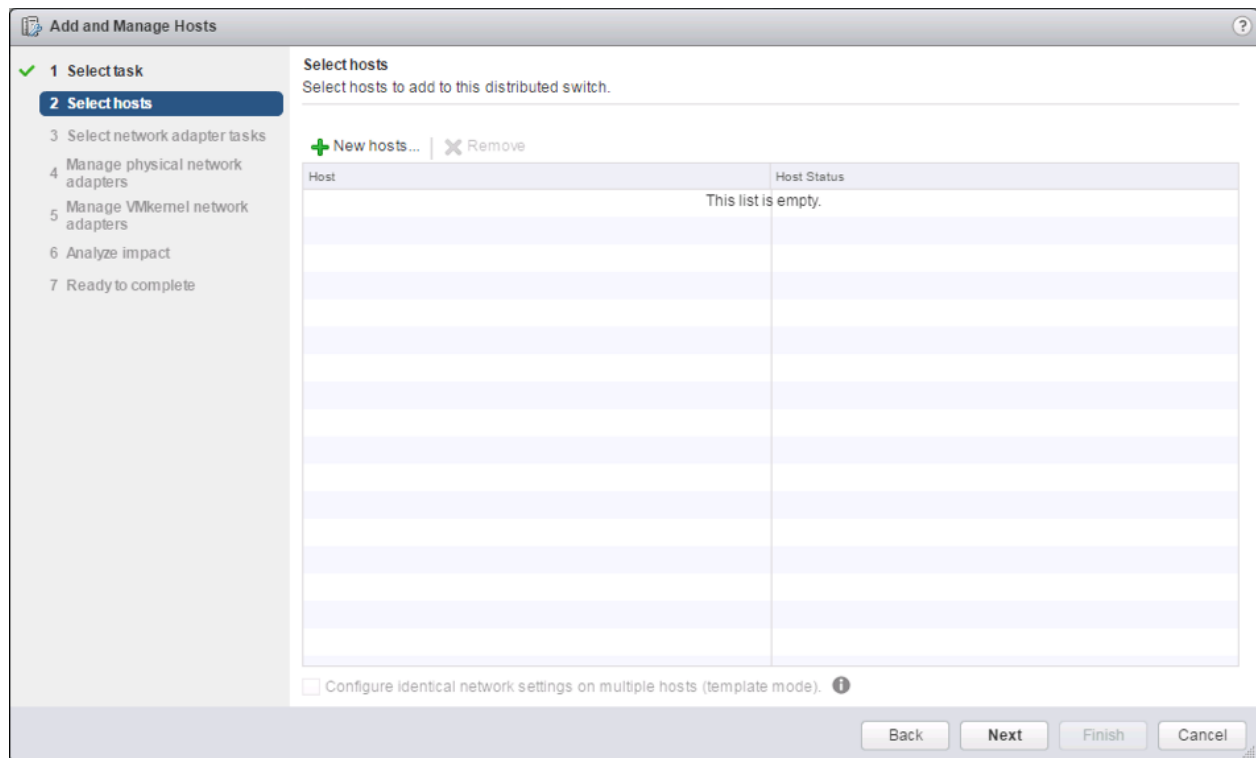 Add and Manage Hosts
?
1 Select task
2 Select hosts
3 Select network adapter tasks
4 Manage physical network
adapters
5 Manage VMkernel network
adapters
6 Analyze impact
7 Ready to complete
Select hosts
Select hosts to add to this distributed switch.
New hosts... Remove
Host Host Status
This list is empty.
Configure identical network settings on multiple hosts (template mode).
Back Next Finish Cancel